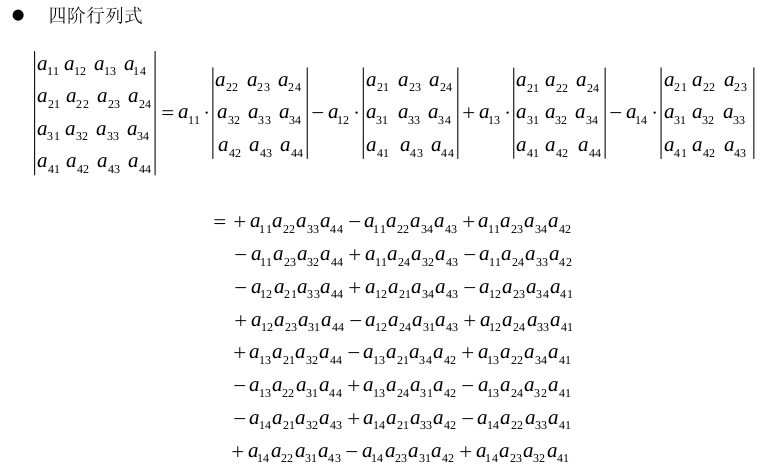 ● 四阶行列式
|a₁₁ a₁₂ a₁₃ a₁₄; a₂₁ a₂₂ a₂₃ a₂₄; a₃₁ a₃₂ a₃₃ a₃₄; a₄₁ a₄₂ a₄₃ a₄₄| = a₁₁ · |a₂₂ a₂₃ a₂₄; a₃₂ a₃₃ a₃₄; a₄₂ a₄₃ a₄₄| − a₁₂ · |a₂₁ a₂₃ a₂₄; a₃₁ a₃₃ a₃₄; a₄₁ a₄₃ a₄₄| + a₁₃ · |a₂₁ a₂₂ a₂₄; a₃₁ a₃₂ a₃₄; a₄₁ a₄₂ a₄₄| − a₁₄ · |a₂₁ a₂₂ a₂₃; a₃₁ a₃₂ a₃₃; a₄₁ a₄₂ a₄₃|
= + a₁₁a₂₂a₃₃a₄₄ − a₁₁a₂₂a₃₄a₄₃ + a₁₁a₂₃a₃₄a₄₂
− a₁₁a₂₃a₃₂a₄₄ + a₁₁a₂₄a₃₂a₄₃ − a₁₁a₂₄a₃₃a₄₂
− a₁₂a₂₁a₃₃a₄₄ + a₁₂a₂₁a₃₄a₄₃ − a₁₂a₂₃a₃₄a₄₁
+ a₁₂a₂₃a₃₁a₄₄ − a₁₂a₂₄a₃₁a₄₃ + a₁₂a₂₄a₃₃a₄₁
+ a₁₃a₂₁a₃₂a₄₄ − a₁₃a₂₁a₃₄a₄₂ + a₁₃a₂₂a₃₄a₄₁
− a₁₃a₂₂a₃₁a₄₄ + a₁₃a₂₄a₃₁a₄₂ − a₁₃a₂₄a₃₂a₄₁
− a₁₄a₂₁a₃₂a₄₃ + a₁₄a₂₁a₃₃a₄₂ − a₁₄a₂₂a₃₃a₄₁
+ a₁₄a₂₂a₃₁a₄₃ − a₁₄a₂₃a₃₁a₄₂ + a₁₄a₂₃a₃₂a₄₁